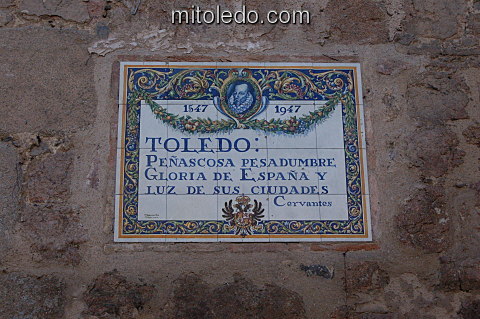 mitoledo.com
1547 1947
TOLEDO:
PEÑASCOSA PESADUMBRE
GLORIA DE ESPAÑA Y
LUZ DE SUS CIUDADES
CERVANTES